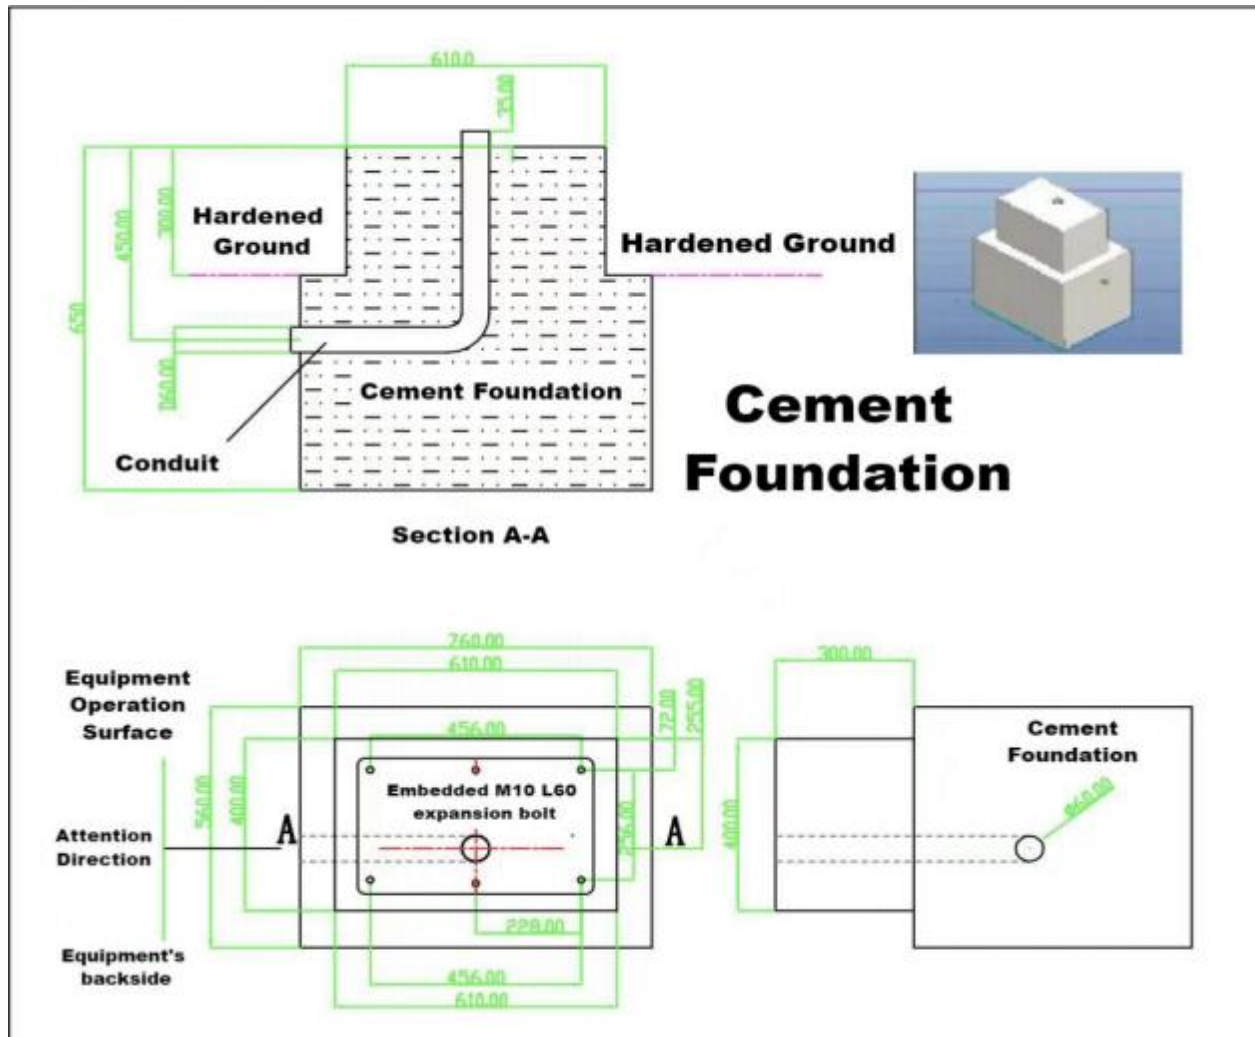 610.0
35.00
Hardened
Ground
Hardened Ground
300.00
450.00
650
D60.00
Cement Foundation
Conduit
Cement
Foundation
Section A-A
760.00
610.00
300.00
Equipment
Operation
Surface
72.00
255.00
456.00
Cement
Foundation
Embedded M10 L60
expansion bolt
560.00
400.00
A
A
256.00
400.00
ø60.00
Attention
Direction
228.00
Equipment's
backside
456.00
610.00